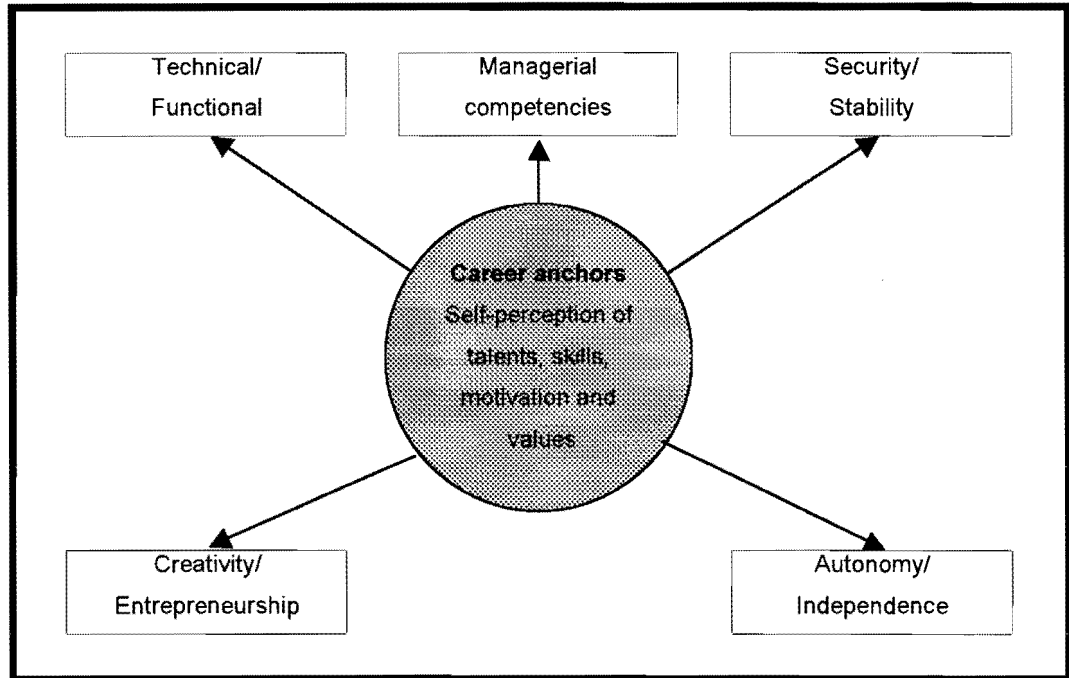 Technical/
Functional
Managerial
competencies
Security/
Stability
Career anchors
Self-perception of
talents, skills,
motivation and
values
Creativity/
Entrepreneurship
Autonomy/
Independence